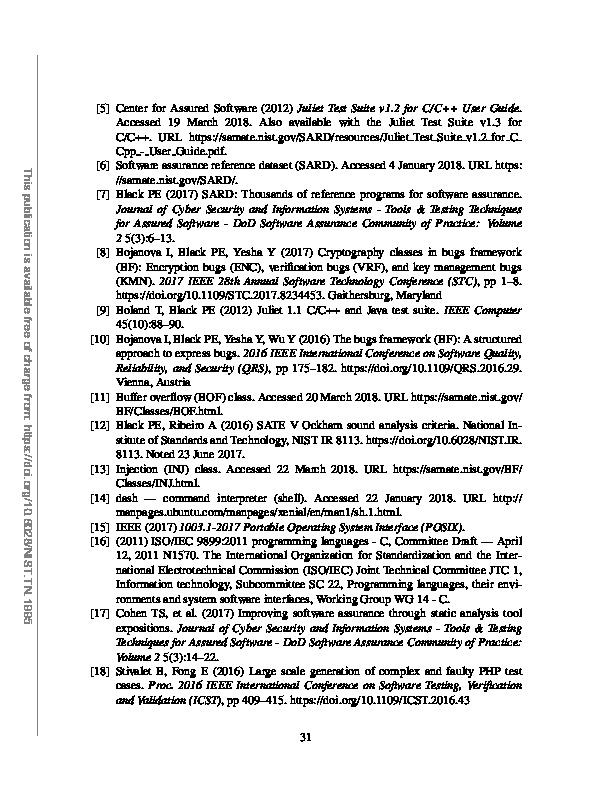 This publication is available free of charge from: https://doi.org/10.6028/NIST.TN.1995
[5] Center for Assured Software (2012) Juliet Test Suite v1.2 for C/C++ User Guide.
Accessed 19 March 2018. Also available with the Juliet Test Suite v1.3 for
C/C++. URL https://samate.nist.gov/SARD/resources/Juliet_Test_Suite_v1.2_for_C_
Cpp_-_User_Guide.pdf.
[6] Software assurance reference dataset (SARD). Accessed 4 January 2018. URL https:
//samate.nist.gov/SARD/.
[7] Black PE (2017) SARD: Thousands of reference programs for software assurance.
Journal of Cyber Security and Information Systems - Tools & Testing Techniques
for Assured Software - DoD Software Assurance Community of Practice: Volume
2 5(3):6–13.
[8] Bojanova I, Black PE, Yesha Y (2017) Cryptography classes in bugs framework
(BF): Encryption bugs (ENC), verification bugs (VRF), and key management bugs
(KMN). 2017 IEEE 28th Annual Software Technology Conference (STC), pp 1–8.
https://doi.org/10.1109/STC.2017.8234453. Gaithersburg, Maryland
[9] Boland T, Black PE (2012) Juliet 1.1 C/C++ and Java test suite. IEEE Computer
45(10):88–90.
[10] Bojanova I, Black PE, Yesha Y, Wu Y (2016) The bugs framework (BF): A structured
approach to express bugs. 2016 IEEE International Conference on Software Quality,
Reliability, and Security (QRS), pp 175–182. https://doi.org/10.1109/QRS.2016.29.
Vienna, Austria
[11] Buffer overflow (BOF) class. Accessed 20 March 2018. URL https://samate.nist.gov/
BF/Classes/BOF.html.
[12] Black PE, Ribeiro A (2016) SATE V Ockham sound analysis criteria. National In-
stitute of Standards and Technology, NIST IR 8113. https://doi.org/10.6028/NIST.IR.
8113. Noted 23 June 2017.
[13] Injection (INJ) class. Accessed 22 March 2018. URL https://samate.nist.gov/BF/
Classes/INJ.html.
[14] dash — command interpreter (shell). Accessed 22 January 2018. URL http://
manpages.ubuntu.com/manpages/xenial/en/man1/sh.1.html.
[15] IEEE (2017) 1003.1-2017 Portable Operating System Interface (POSIX).
[16] (2011) ISO/IEC 9899:2011 programming languages - C, Committee Draft — April
12, 2011 N1570. The International Organization for Standardization and the Inter-
national Electrotechnical Commission (ISO/IEC) Joint Technical Committee JTC 1,
Information technology, Subcommittee SC 22, Programming languages, their envi-
ronments and system software interfaces, Working Group WG 14 - C.
[17] Cohen TS, et al. (2017) Improving software assurance through static analysis tool
expositions. Journal of Cyber Security and Information Systems - Tools & Testing
Techniques for Assured Software - DoD Software Assurance Community of Practice:
Volume 2 5(3):14–22.
[18] Stivalet B, Fong E (2016) Large scale generation of complex and faulty PHP test
cases. Proc. 2016 IEEE International Conference on Software Testing, Verification
and Validation (ICST), pp 409–415. https://doi.org/10.1109/ICST.2016.43
31